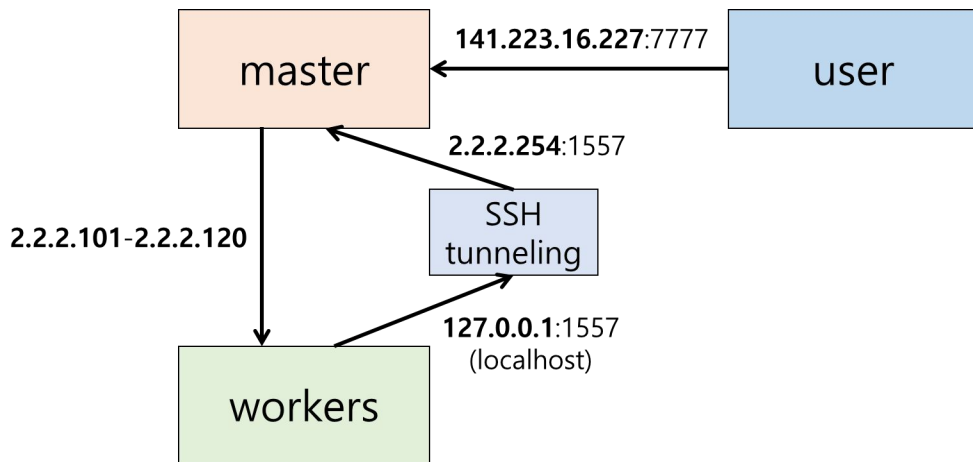 141.223.16.227:7777
master
user
2.2.2.254:1557
SSH
tunneling
2.2.2.101-2.2.2.120
127.0.0.1:1557
(localhost)
workers